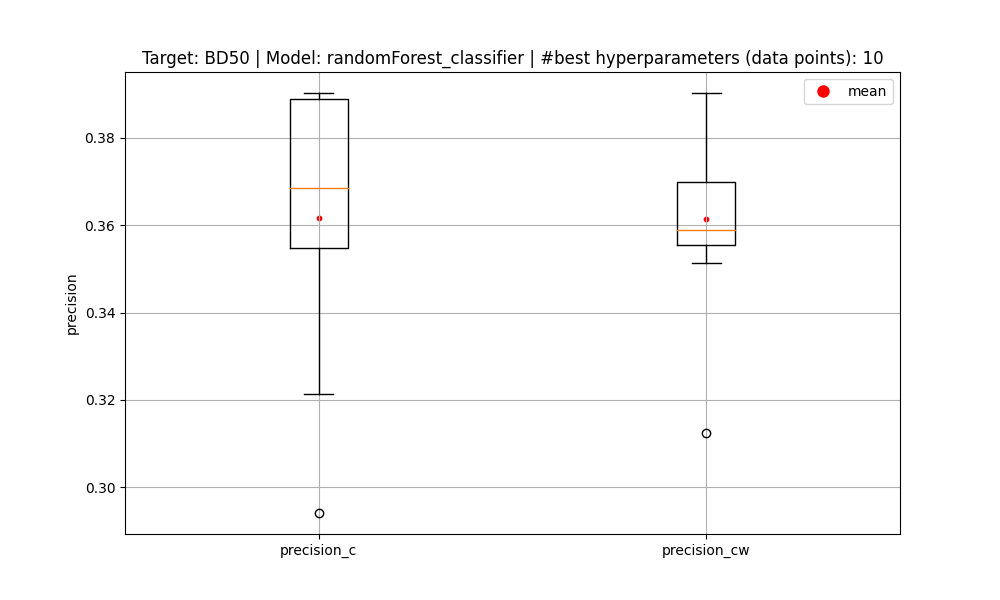 Target: BD50 | Model: randomForest_classifier | #best hyperparameters (data points): 10
mean
0.38
0.36
0.34
0.32
0.30
precision
precision_c
precision_cw